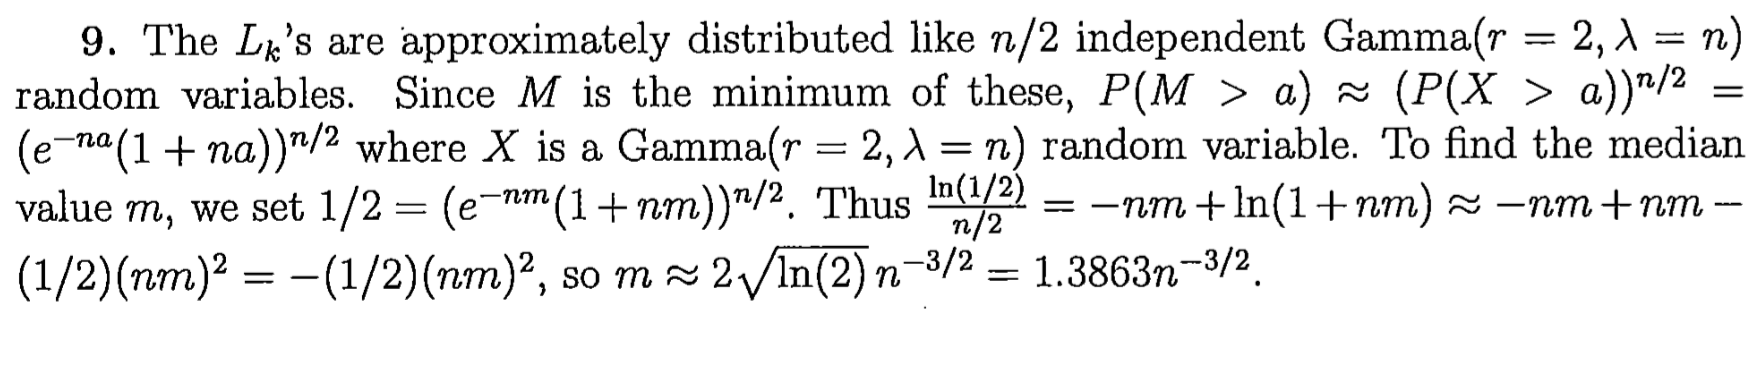 9. The L_k's are approximately distributed like n/2 independent Gamma(r = 2, λ = n)
random variables. Since M is the minimum of these, P(M > a) ≈ (P(X > a))^{n/2} =
(e^{-na}(1 + na))^{n/2} where X is a Gamma(r = 2, λ = n) random variable. To find the median
value m, we set 1/2 = (e^{-nm}(1 + nm))^{n/2}. Thus \frac{ln(1/2)}{n/2} = -nm + ln(1 + nm) ≈ -nm + nm -
(1/2)(nm)² = -(1/2)(nm)², so m ≈ 2√ln(2) n^{-3/2} = 1.3863n^{-3/2}.